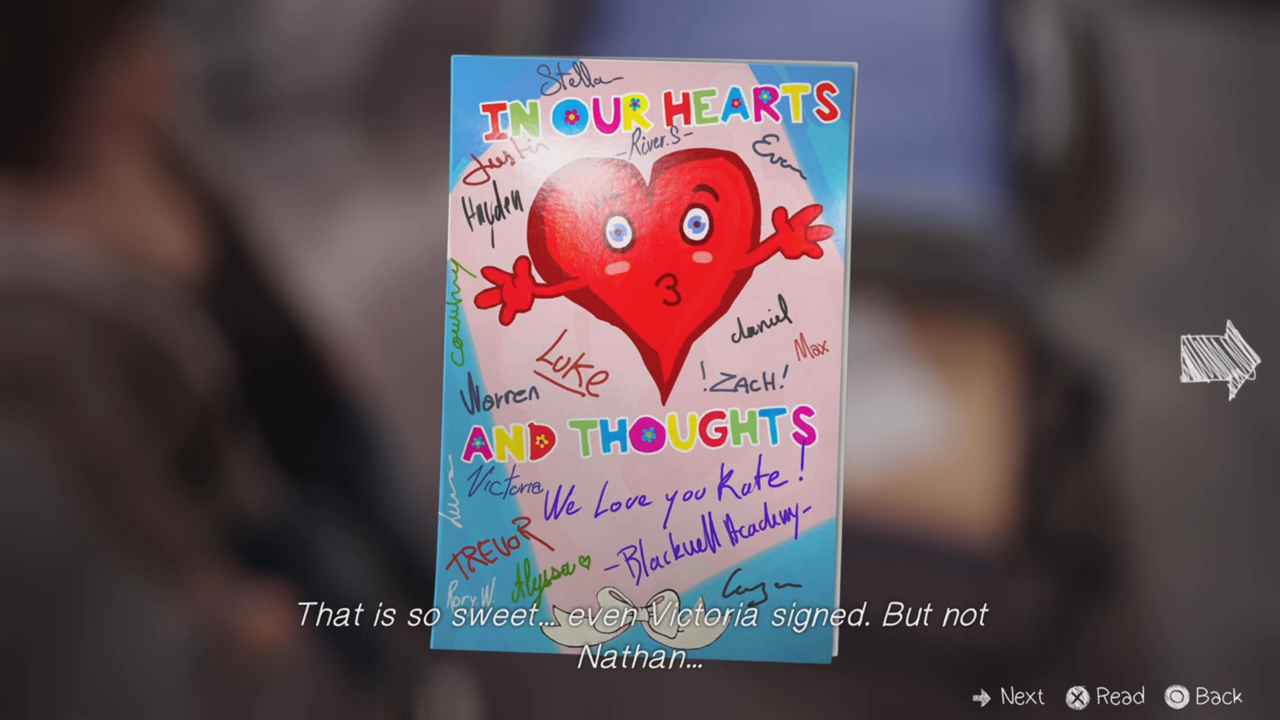 Stella
IN OUR HEARTS
-River.S-
Justin
Evan
Hayden
courtney
daniel
Max
Luke
!ZACH!
Warren
AND THOUGHTS
Victoria
We Love you Kate!
-Blackwell Academy-
TREVOR
Alyssa
Rory.W.
That is so sweet... even Victoria signed. But not
Nathan...
Next
Read
Back